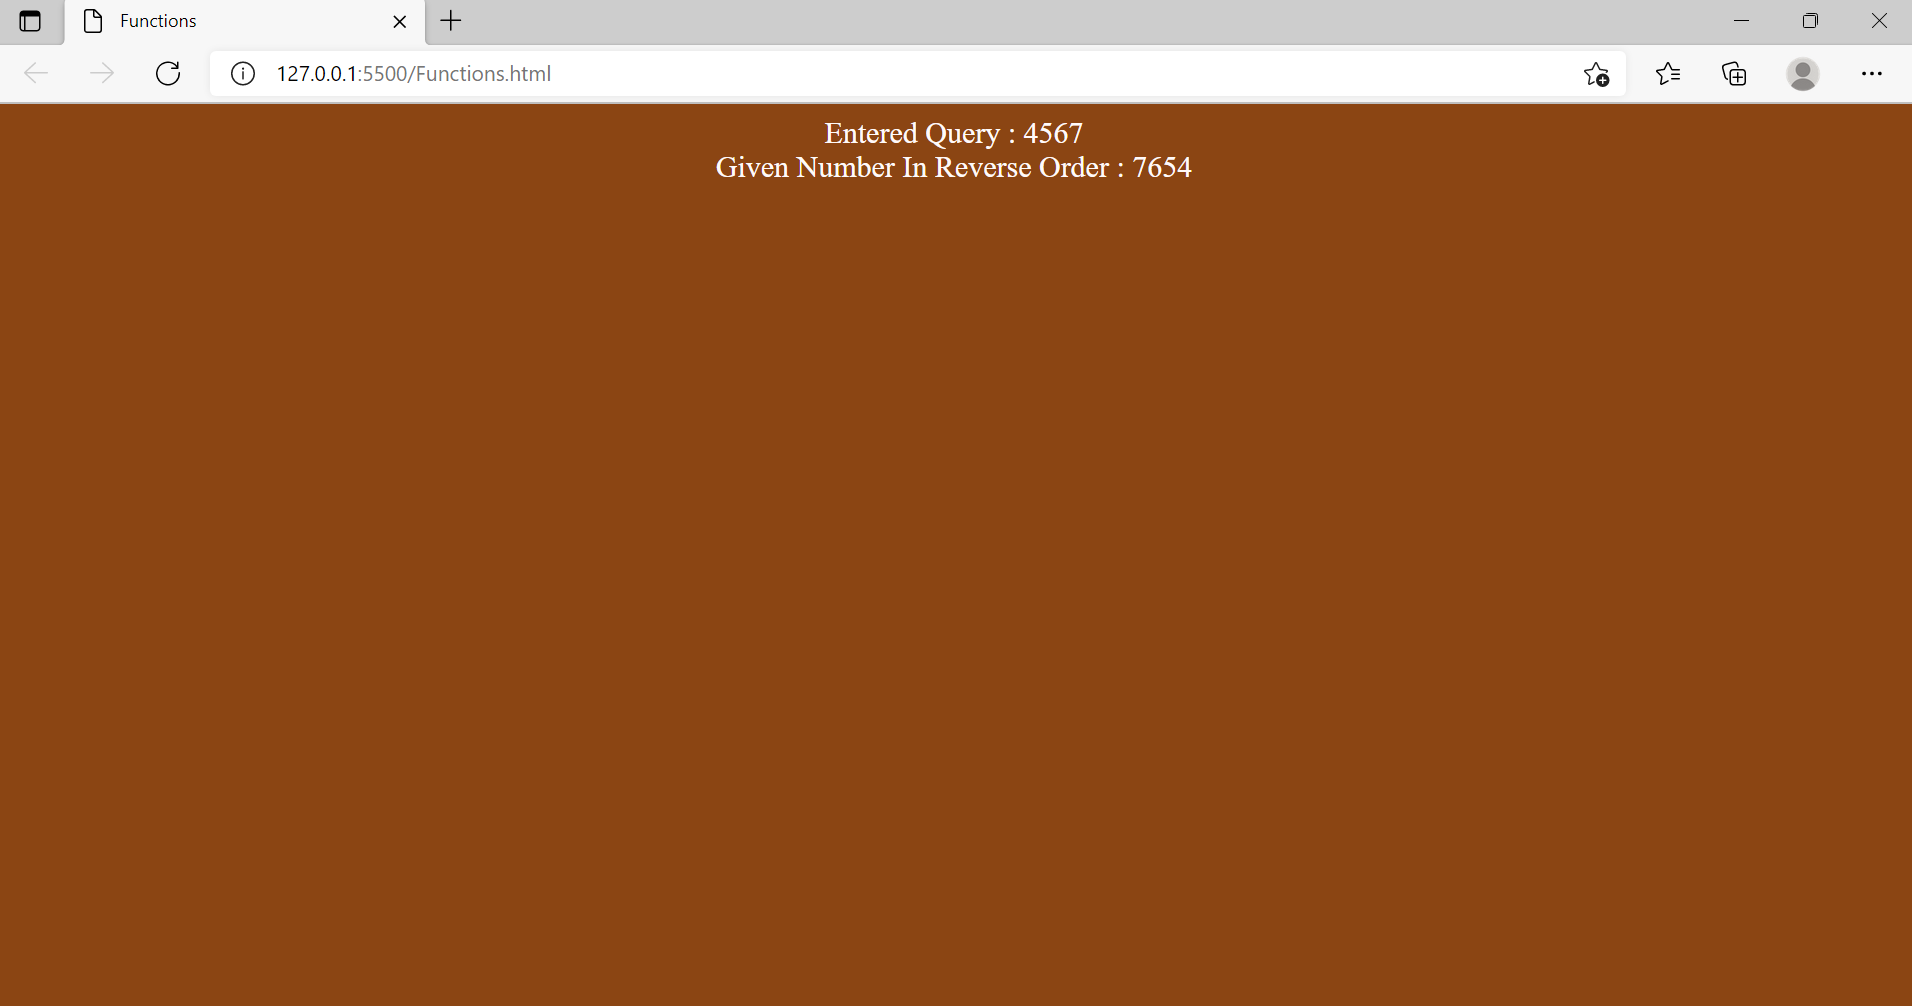 Functions
127.0.0.1:5500/Functions.html
Entered Query : 4567
Given Number In Reverse Order : 7654